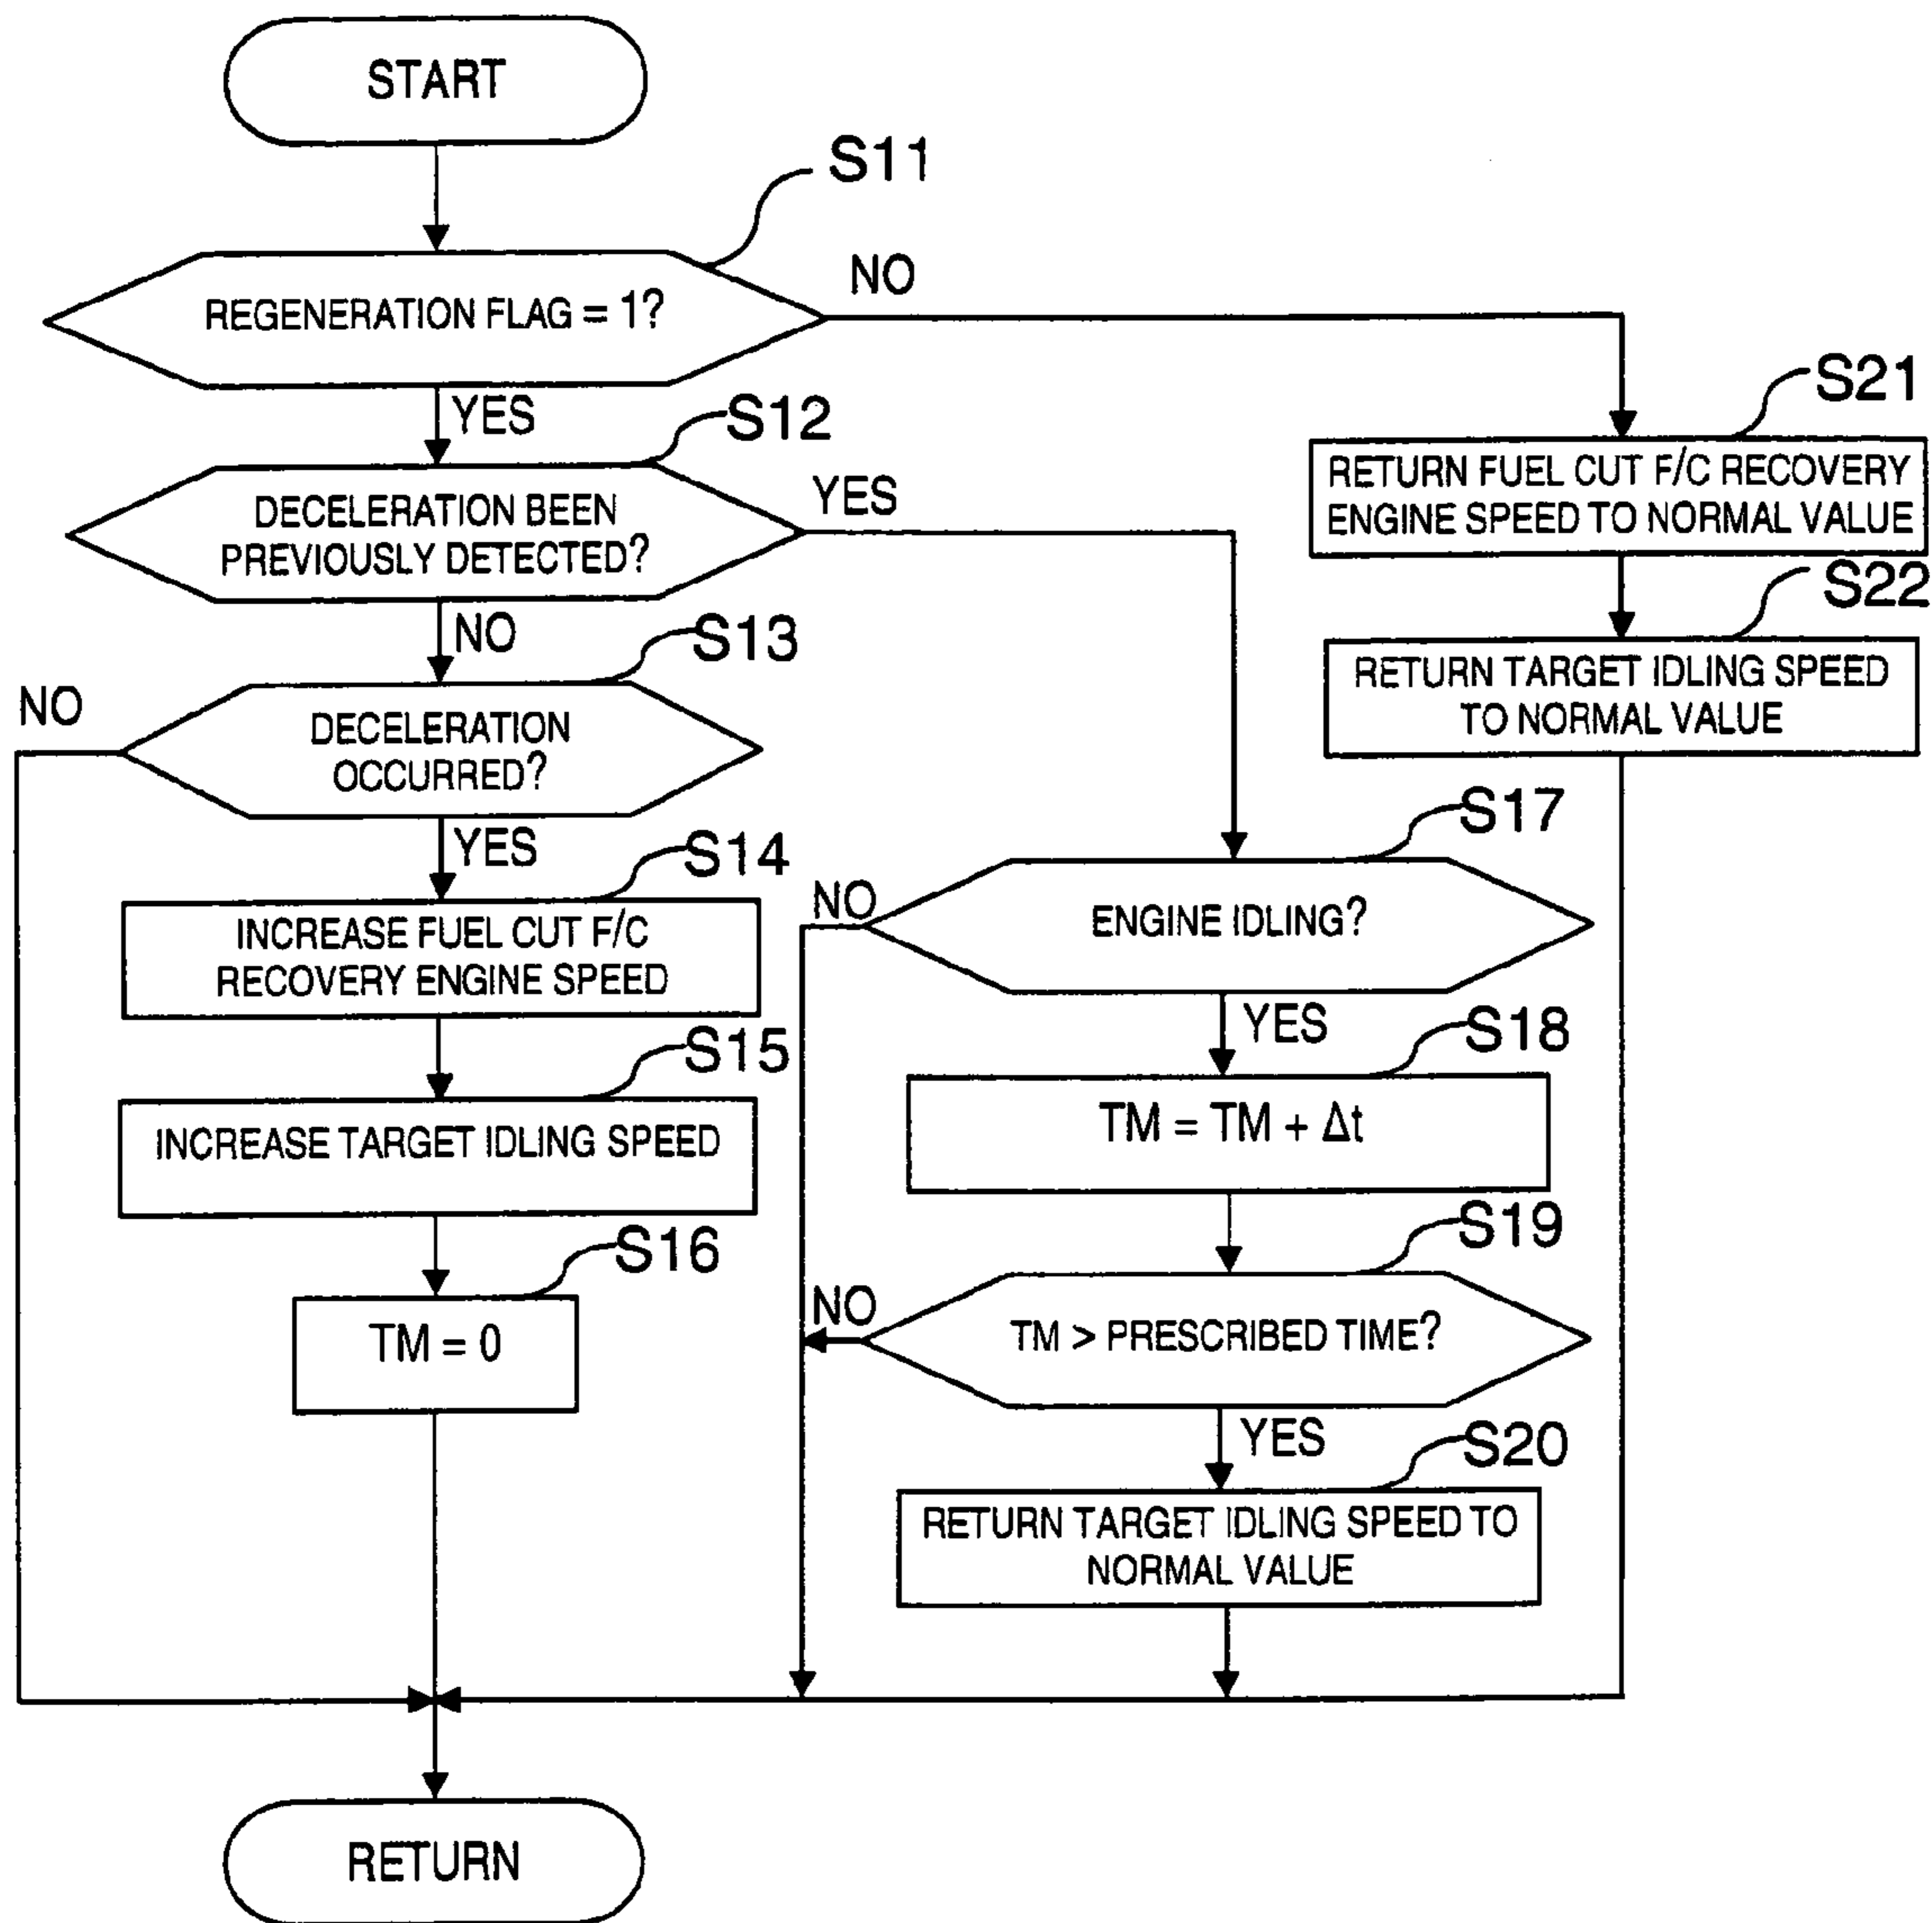 START
S11
NO
REGENERATION FLAG = 1?
YES
S12
DECELERATION BEEN
PREVIOUSLY DETECTED?
YES
S21
RETURN FUEL CUT F/C RECOVERY
ENGINE SPEED TO NORMAL VALUE
S22
RETURN TARGET IDLING SPEED
TO NORMAL VALUE
NO
S13
NO
DECELERATION
OCCURRED?
YES
S14
INCREASE FUEL CUT F/C
RECOVERY ENGINE SPEED
S15
INCREASE TARGET IDLING SPEED
S16
TM = 0
S17
NO
ENGINE IDLING?
YES
S18
TM = TM + Δt
S19
NO
TM > PRESCRIBED TIME?
YES
S20
RETURN TARGET IDLING SPEED TO
NORMAL VALUE
RETURN